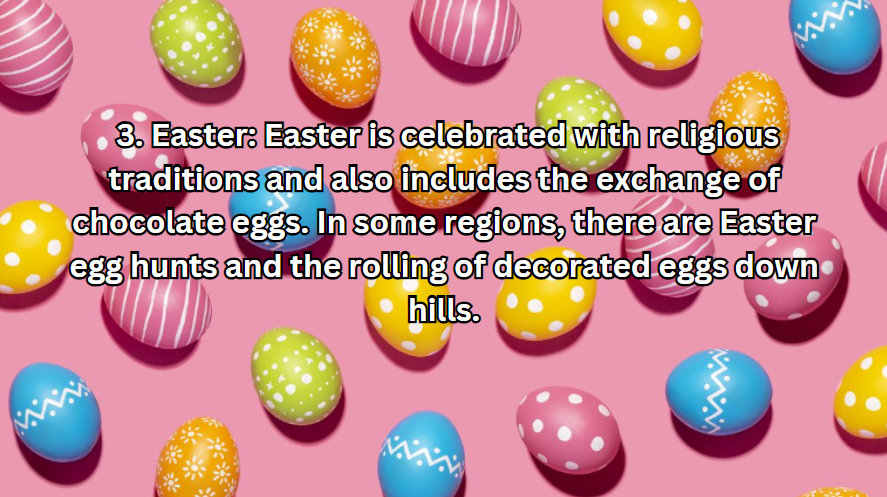 3. Easter: Easter is celebrated with religious
traditions and also includes the exchange of
chocolate eggs. In some regions, there are Easter
egg hunts and the rolling of decorated eggs down
hills.